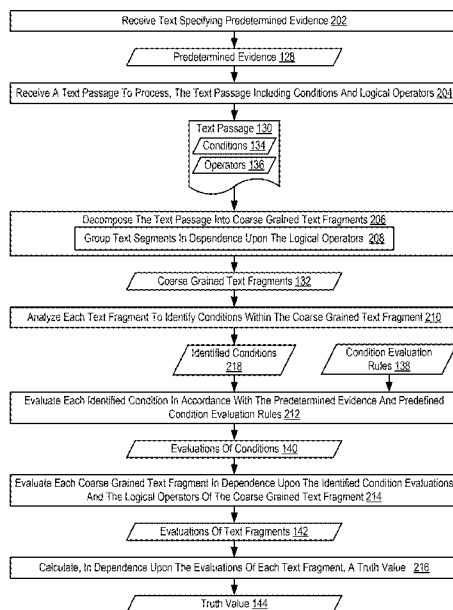 Receive Text Specifying Predetermined Evidence 202
Predetermined Evidence 128
Receive A Text Passage To Process, The Text Passage Including Conditions And Logical Operators 204
Text Passage 130
Conditions 134
Operators 136
Decompose The Text Passage Into Coarse Grained Text Fragments 206
Group Text Segments In Dependence Upon The Logical Operators 208
Coarse Grained Text Fragments 132
Analyze Each Text Fragment To Identify Conditions Within The Coarse Grained Text Fragment 210
Identified Conditions
218
Condition Evaluation
Rules 138
Evaluate Each Identified Condition In Accordance With The Predetermined Evidence And Predefined
Condition Evaluation Rules 212
Evaluations Of Conditions 140
Evaluate Each Coarse Grained Text Fragment In Dependence Upon The Identified Condition Evaluations
And The Logical Operators Of The Coarse Grained Text Fragment 214
Evaluations Of Text Fragments 142
Calculate, In Dependence Upon The Evaluations Of Each Text Fragment, A Truth Value 216
Truth Value 144